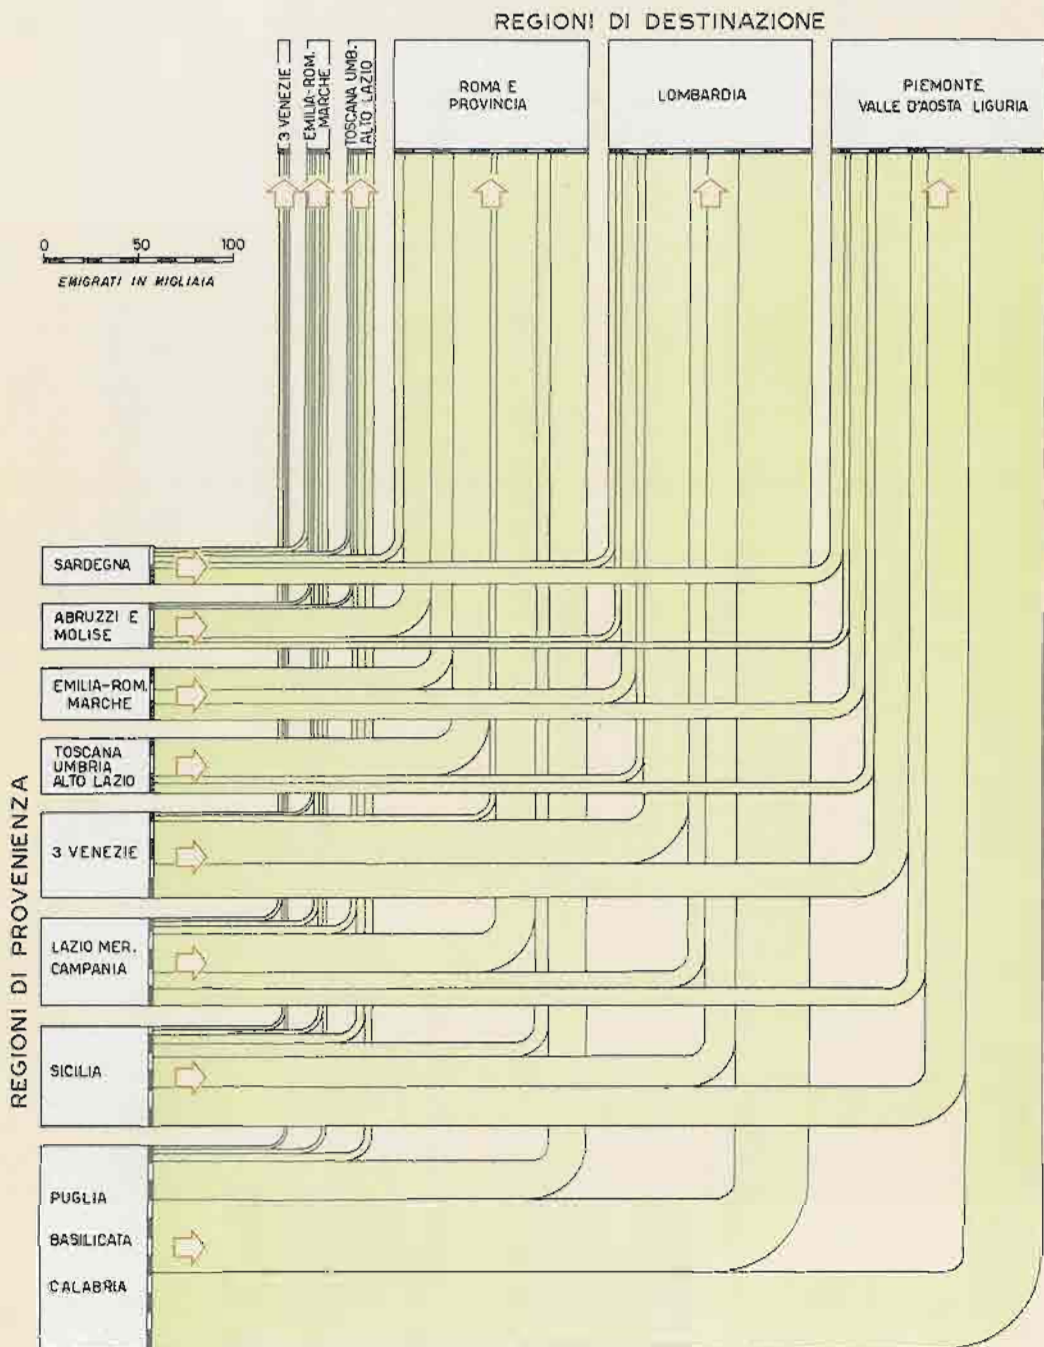 REGIONI DI DESTINAZIONE
3 VENEZIE
EMILIA-ROM.
MARCHE
TOSCANA UMB.
ALTO LAZIO
ROMA E
PROVINCIA
LOMBARDIA
PIEMONTE
VALLE D'AOSTA LIGURIA
0 50 100
EMIGRATI IN MIGLIAIA
REGIONI DI PROVENIENZA
SARDEGNA
ABRUZZI E
MOLISE
EMILIA-ROM.
MARCHE
TOSCANA
UMBRIA
ALTO LAZIO
3 VENEZIE
LAZIO MER.
CAMPANIA
SICILIA
PUGLIA
BASILICATA
CALABRIA